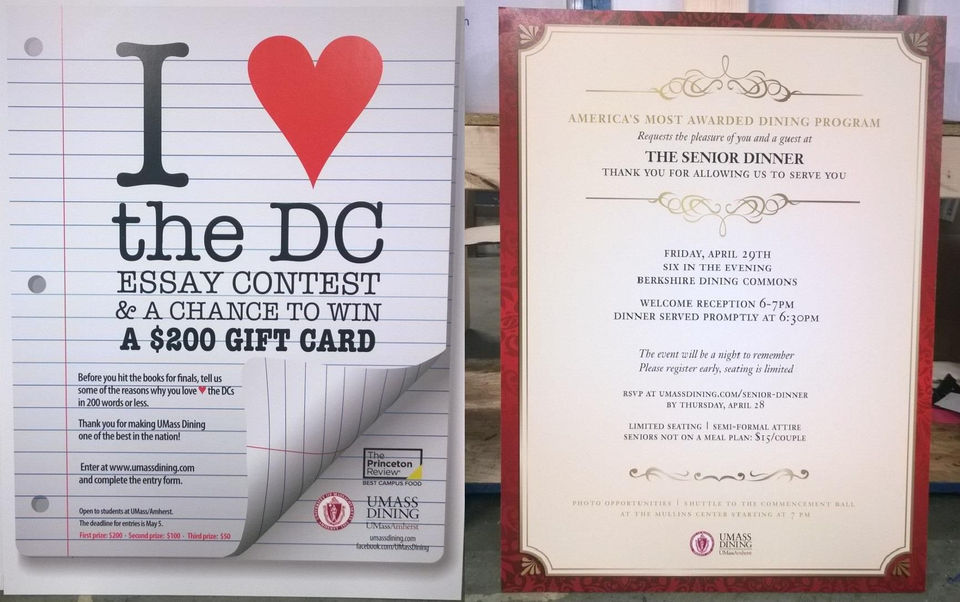 I ♥
the DC
ESSAY CONTEST
& A CHANCE TO WIN
A $200 GIFT CARD
Before you hit the books for finals, tell us
some of the reasons why you love ♥ the DCs
in 200 words or less.
Thank you for making UMass Dining
one of the best in the nation!
Enter at www.umassdining.com
and complete the entry form.
Open to students at UMass/Amherst.
The deadline for entries is May 5.
First prize: $200 · Second prize: $100 · Third prize: $50
The
Princeton
Review
BEST CAMPUS FOOD
UMASS
DINING
UMassAmherst
umassdining.com
facebook.com/UMassDining
AMERICA'S MOST AWARDED DINING PROGRAM
Requests the pleasure of you and a guest at
THE SENIOR DINNER
THANK YOU FOR ALLOWING US TO SERVE YOU
FRIDAY, APRIL 29TH
SIX IN THE EVENING
BERKSHIRE DINING COMMONS
WELCOME RECEPTION 6-7PM
DINNER SERVED PROMPTLY AT 6:30PM
The event will be a night to remember
Please register early, seating is limited
RSVP AT UMASSDINING.COM/SENIOR-DINNER
BY THURSDAY, APRIL 28
LIMITED SEATING | SEMI-FORMAL ATTIRE
SENIORS NOT ON A MEAL PLAN: $15/COUPLE
PHOTO OPPORTUNITIES | SHUTTLE TO THE COMMENCEMENT BALL
AT THE MULLINS CENTER STARTING AT 7 PM
UMASS
DINING
UMassAmherst